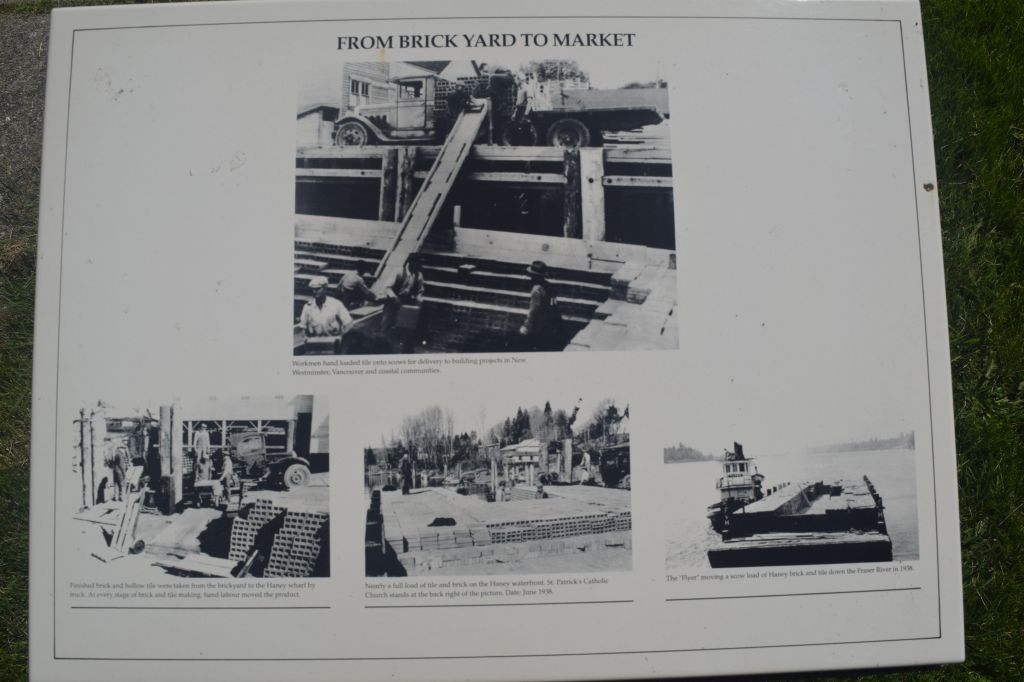 FROM BRICK YARD TO MARKET
Workmen hand loaded tile onto scows for delivery to building projects in New
Westminster, Vancouver and coastal communities.
Finished brick and hollow tile were taken from the brickyard to the Haney wharf by
truck. At every stage of brick and tile making, hand labour moved the product.
Nearly a full load of tile and brick on the Haney waterfront. St. Patrick's Catholic
Church stands at the back right of the picture. Date: June 1938.
The "Flyer" moving a scow load of Haney brick and tile down the Fraser River in 1938.